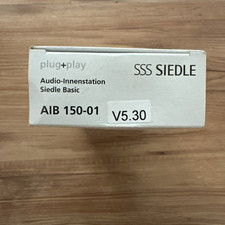 plug+play
SSS SIEDLE
Audio-Innenstation
Siedle Basic
AIB 150-01
V5.30